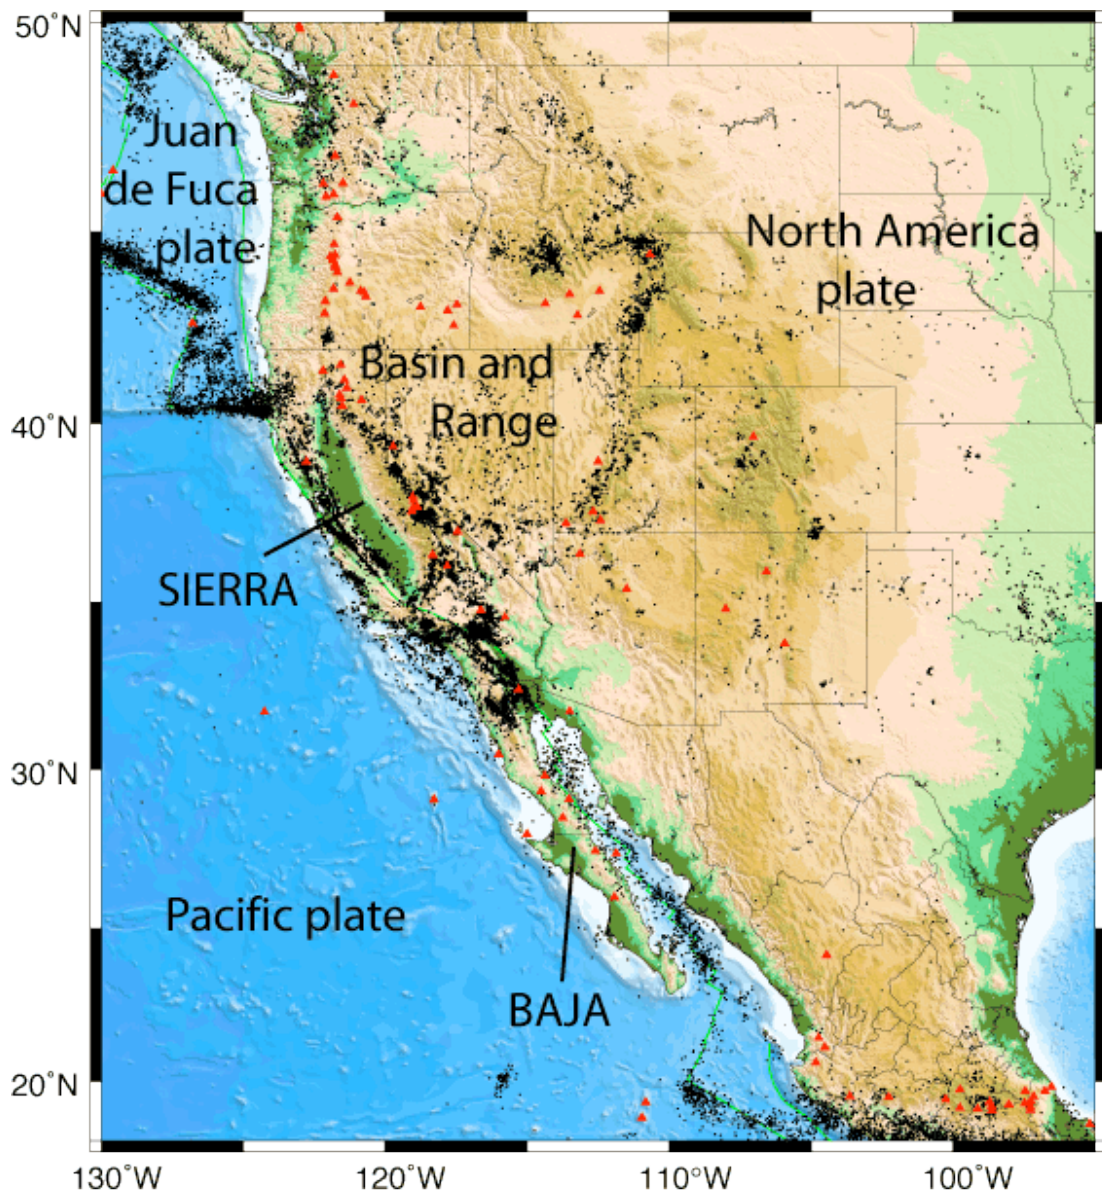 50°N
Juan
de Fuca
plate
North America
plate
Basin and
Range
40°N
SIERRA
30°N
Pacific plate
BAJA
20°N
130°W
120°W
110°W
100°W